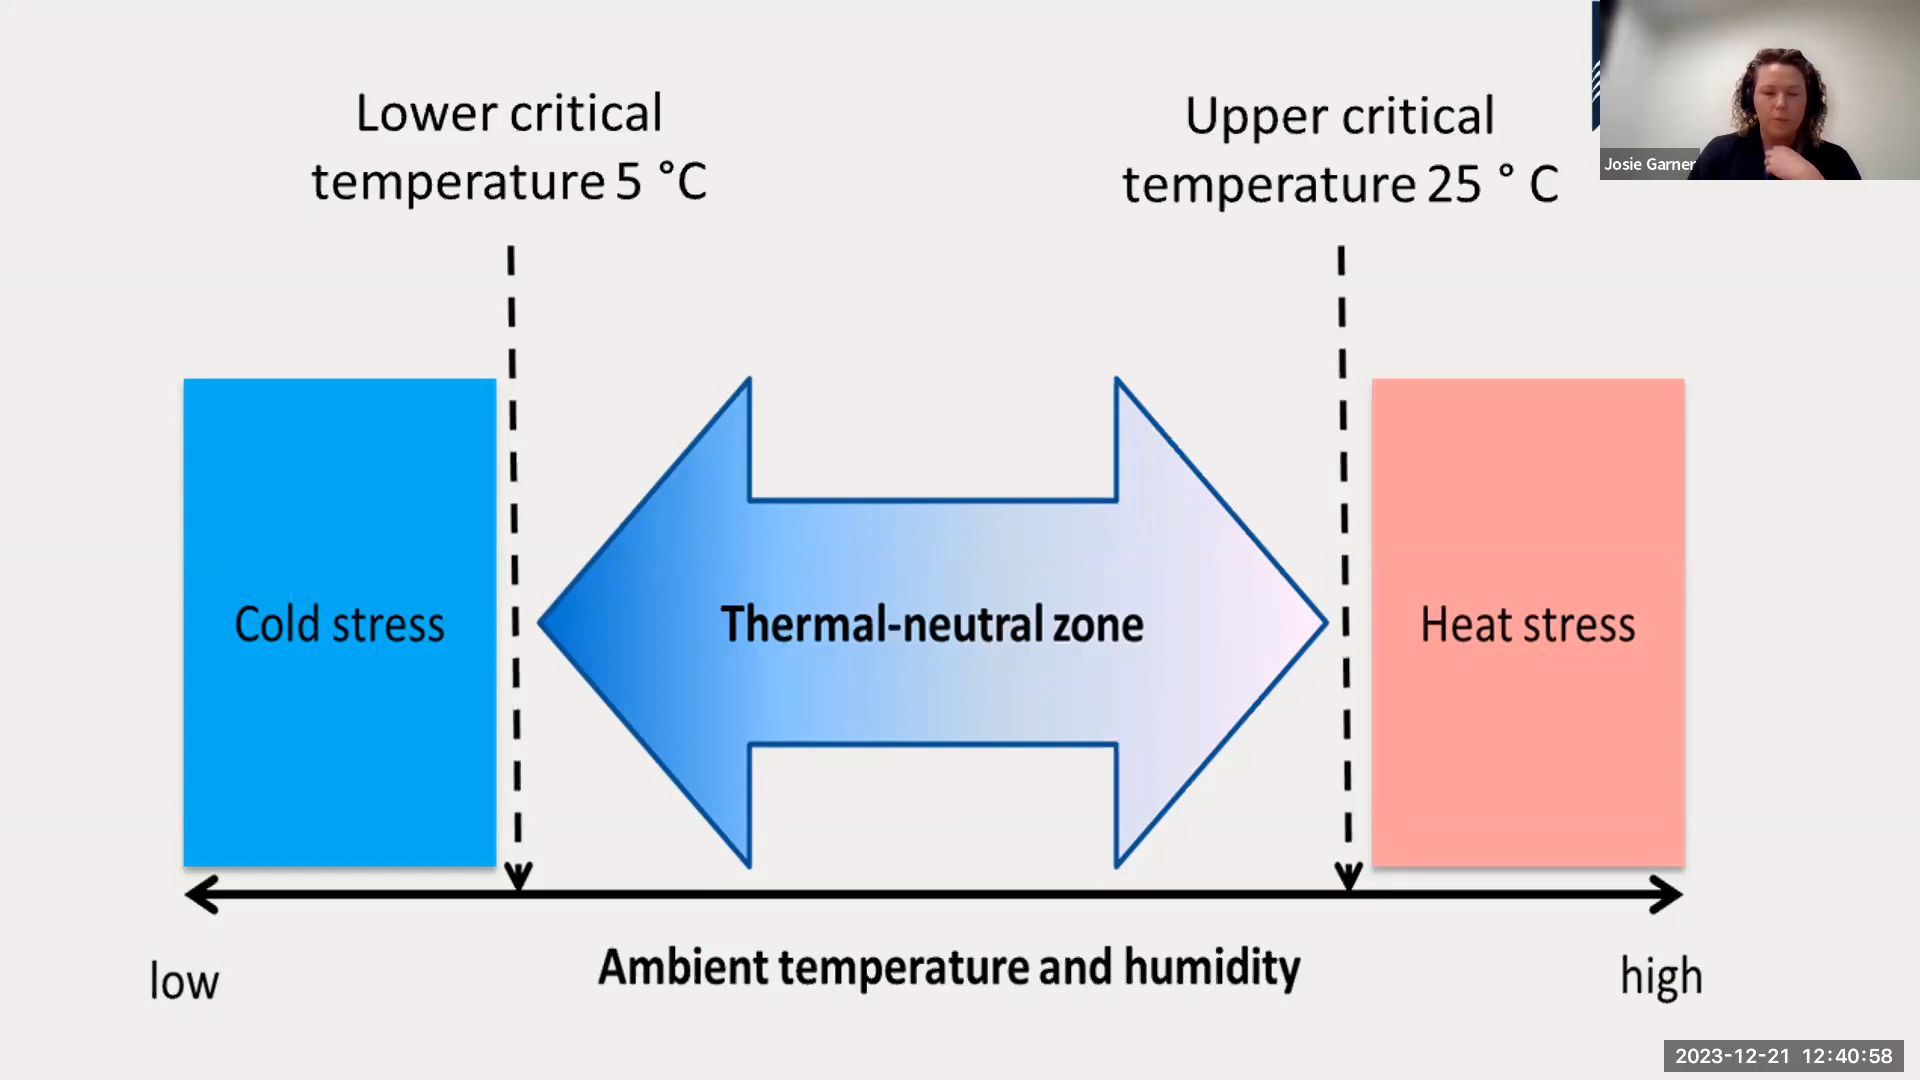 Lower critical
temperature 5 °C
Upper critical
temperature 25 ° C
Josie Garner
Cold stress
Thermal-neutral zone
Heat stress
low
Ambient temperature and humidity
high
2023-12-21 12:40:58